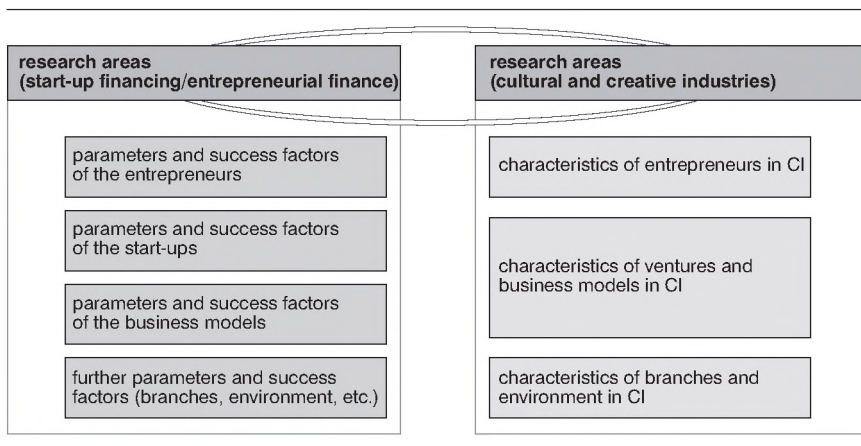 research areas
(start-up financing/entrepreneurial finance)
parameters and success factors
of the entrepreneurs
parameters and success factors
of the start-ups
parameters and success factors
of the business models
further parameters and success
factors (branches, environment, etc.)
research areas
(cultural and creative industries)
characteristics of entrepreneurs in CI
characteristics of ventures and
business models in CI
characteristics of branches and
environment in CI